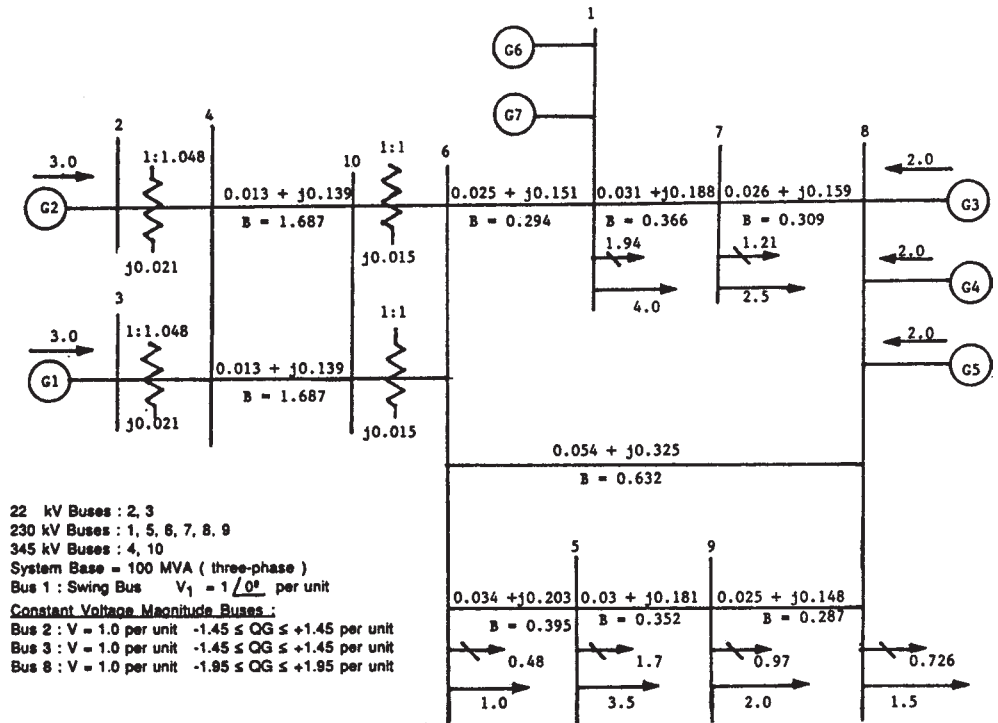 1
G6
G7
2
4
10
6
7
8
3.0
1:1.048
1:1
2.0
G2
0.013 + j0.139
0.025 + j0.151
0.031 +j0.188
0.026 + j0.159
G3
B = 1.687
B = 0.294
B = 0.366
B = 0.309
j0.021
j0.015
1.94
1.21
2.0
4.0
2.5
G4
3
3.0
1:1.048
1:1
2.0
G1
0.013 + j0.139
G5
B = 1.687
j0.021
j0.015
0.054 + j0.325
B = 0.632
22 kV Buses : 2, 3
230 kV Buses : 1, 5, 6, 7, 8, 9
345 kV Buses : 4, 10
System Base = 100 MVA ( three-phase )
Bus 1 : Swing Bus V₁ = 1 /0° per unit
Constant Voltage Magnitude Buses :
Bus 2 : V = 1.0 per unit -1.45 ≤ QG ≤ +1.45 per unit
Bus 3 : V = 1.0 per unit -1.45 ≤ QG ≤ +1.45 per unit
Bus 8 : V = 1.0 per unit -1.95 ≤ QG ≤ +1.95 per unit
5
9
0.034 +j0.203
0.03 + j0.181
0.025 + j0.148
B = 0.395
B = 0.352
B = 0.287
0.48
1.7
0.97
0.726
1.0
3.5
2.0
1.5